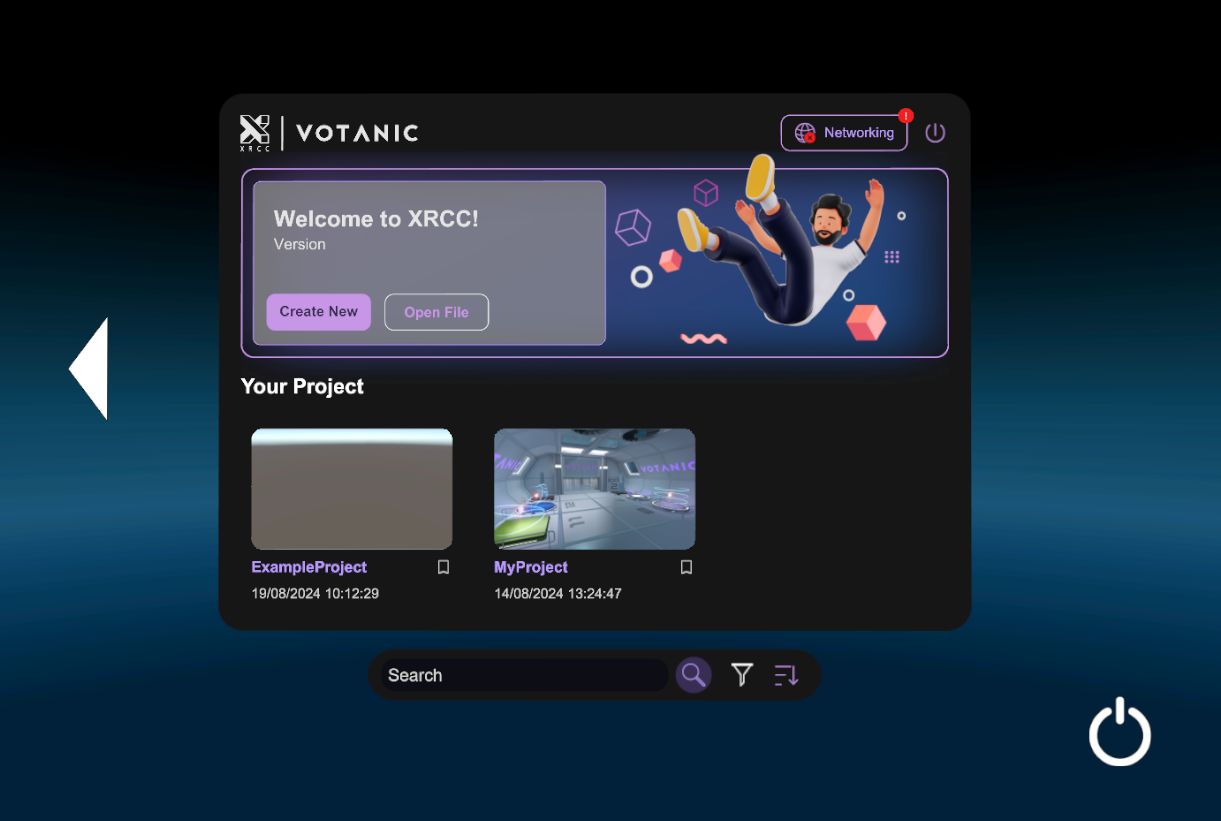 XRCC
VOTANIC
Networking
!
Welcome to XRCC!
Version
Create New
Open File
Your Project
VOTANIC
ExampleProject
MyProject
19/08/2024 10:12:29
14/08/2024 13:24:47
Search